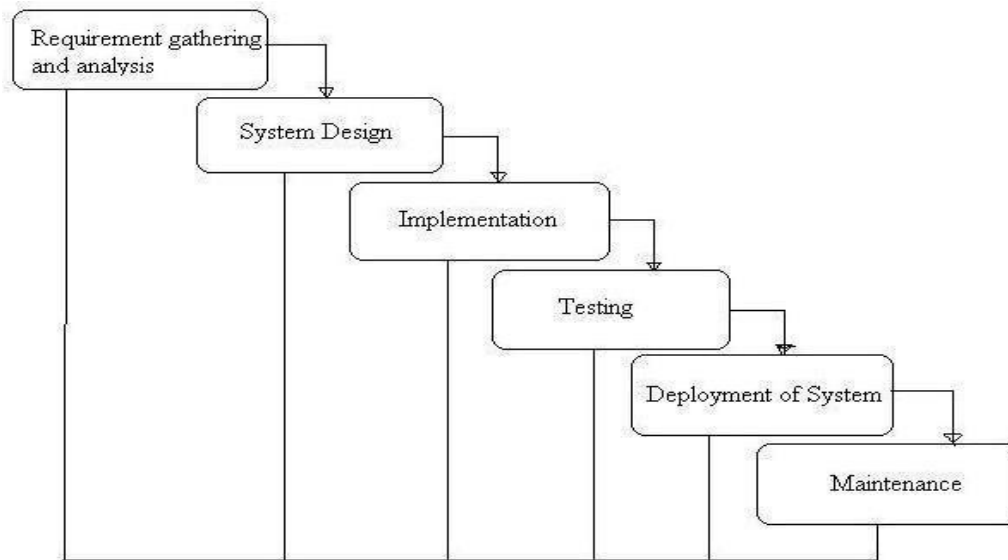 Requirement gathering
and analysis
System Design
Implementation
Testing
Deployment of System
Maintenance